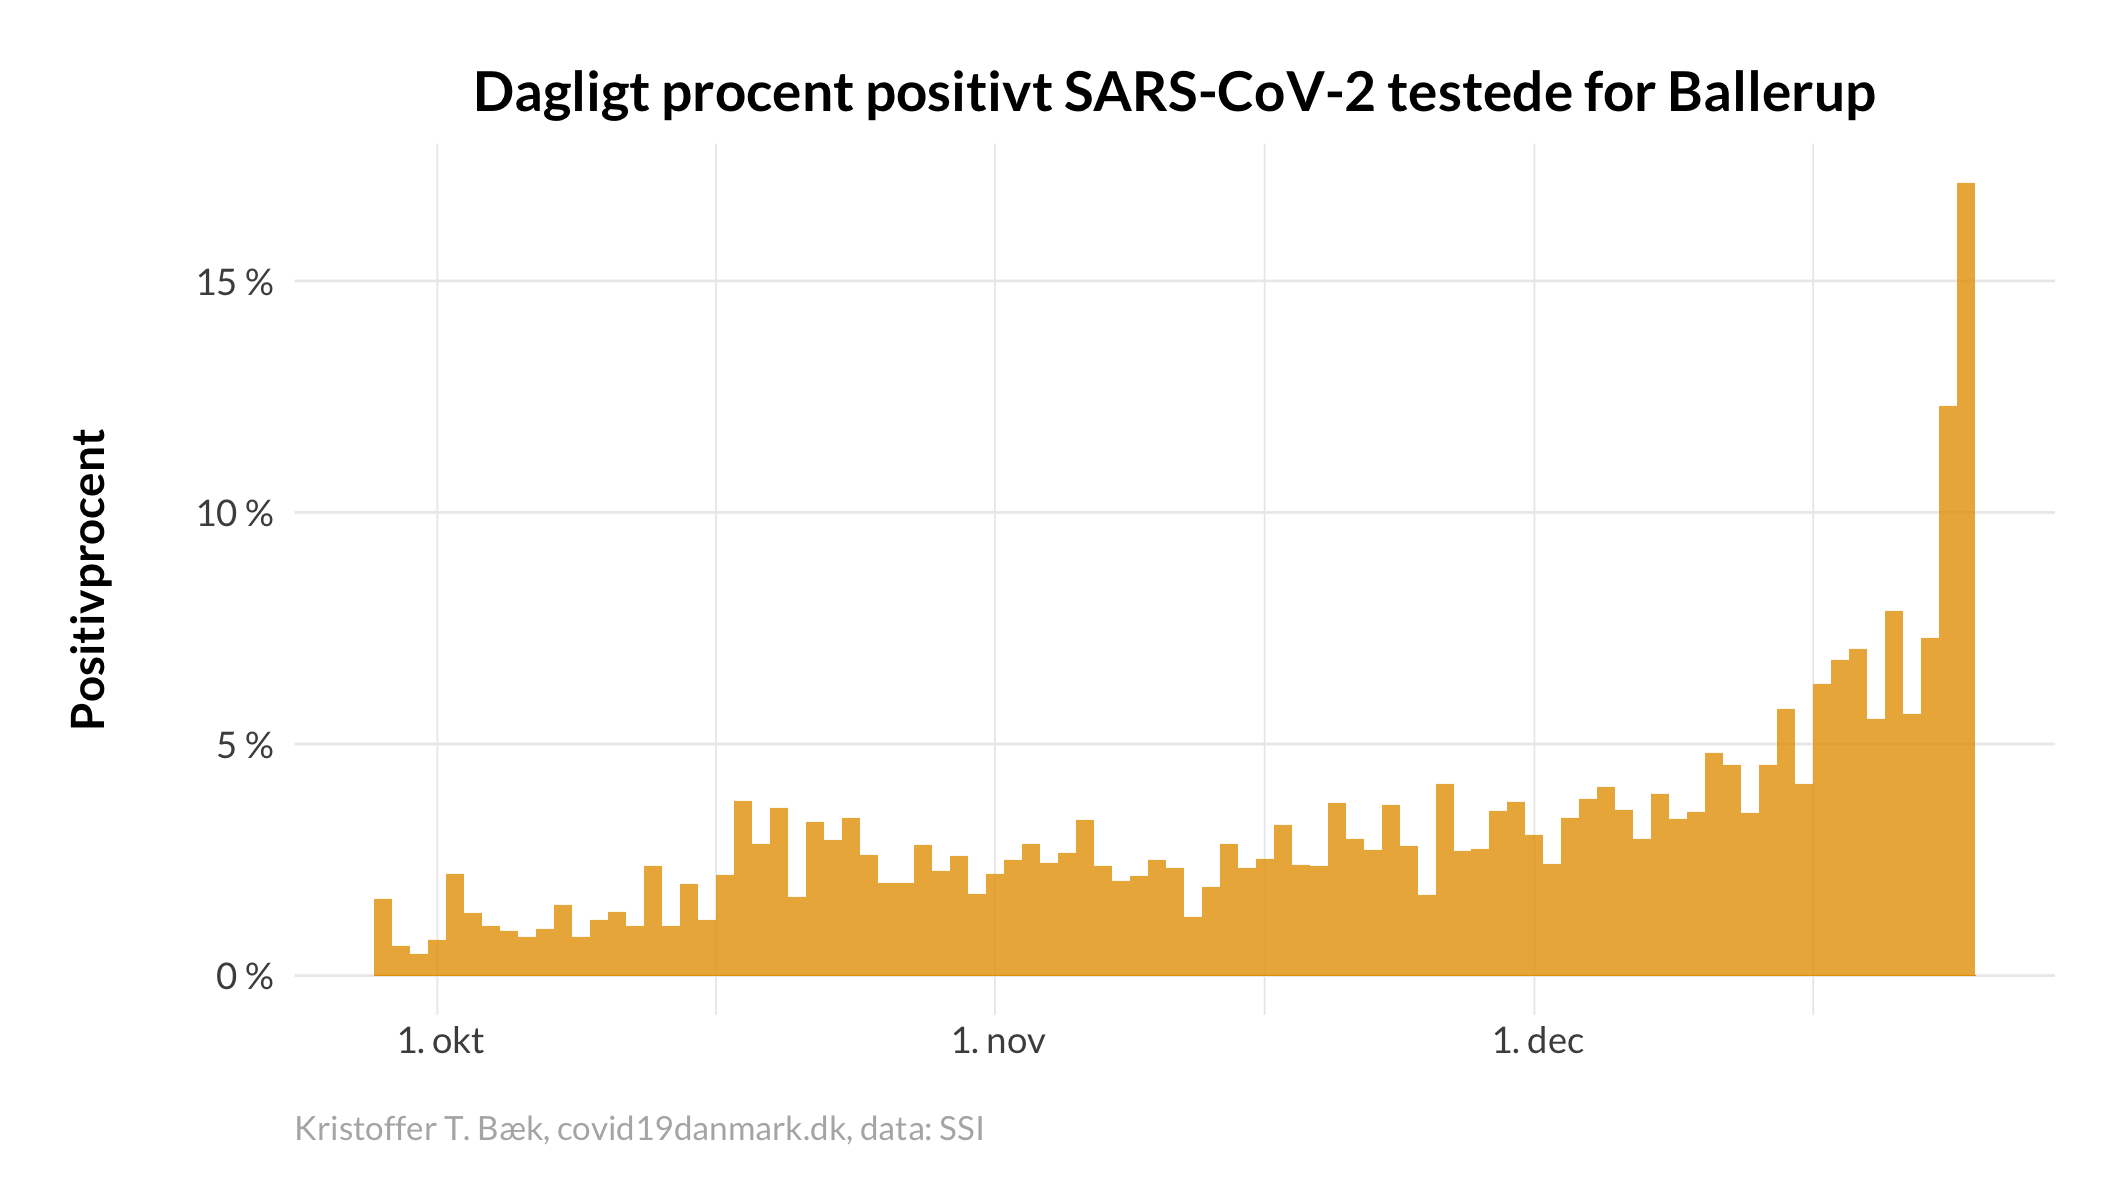 Dagligt procent positivt SARS-CoV-2 testede for Ballerup
Positivprocent
15 %
10 %
5 %
0 %
1. okt
1. nov
1. dec
Kristoffer T. Bæk, covid19danmark.dk, data: SSI